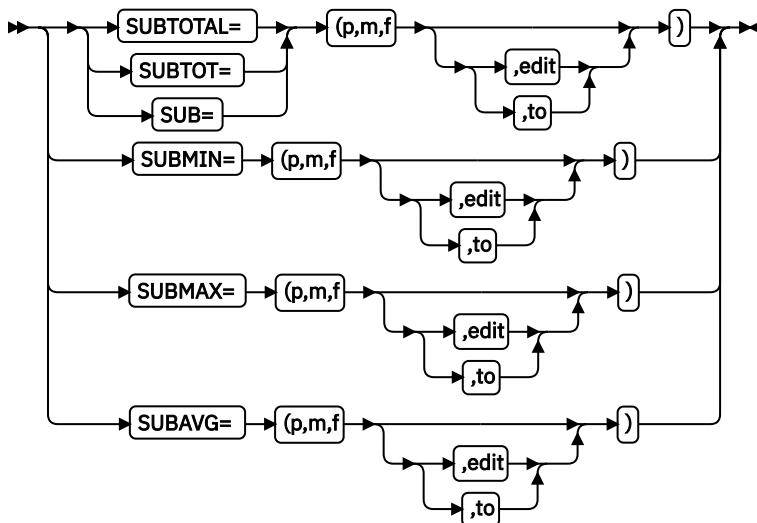 SUBTOTAL= (p,m,f )
,edit
SUBTOT=
,to
SUB=
SUBMIN= (p,m,f )
,edit
,to
SUBMAX= (p,m,f )
,edit
,to
SUBAVG= (p,m,f )
,edit
,to